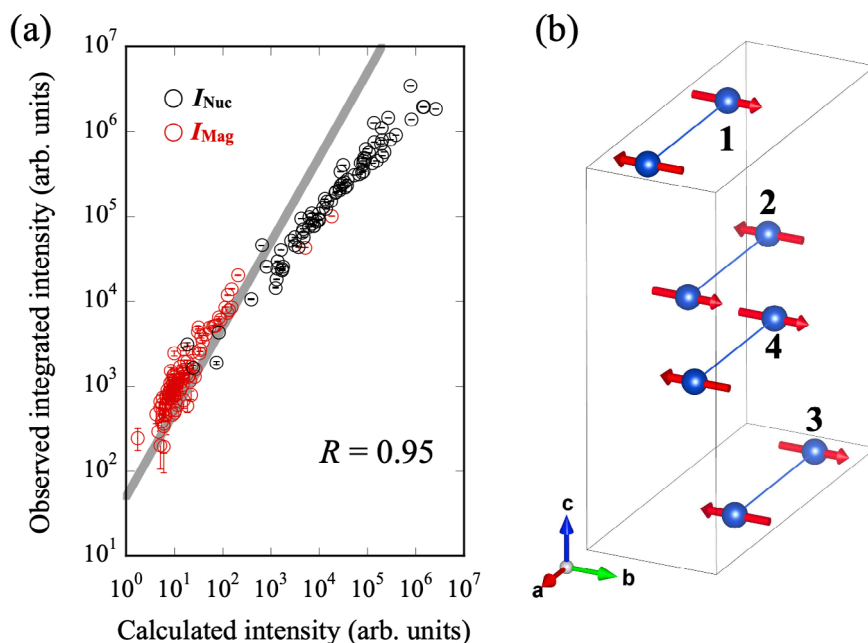 (a)
Observed integrated intensity (arb. units)
10^7
10^6
10^5
10^4
10^3
10^2
10^1
I_Nuc
I_Mag
R = 0.95
10^0 10^1 10^2 10^3 10^4 10^5 10^6 10^7
Calculated intensity (arb. units)
(b)
1
2
4
3
c
a b